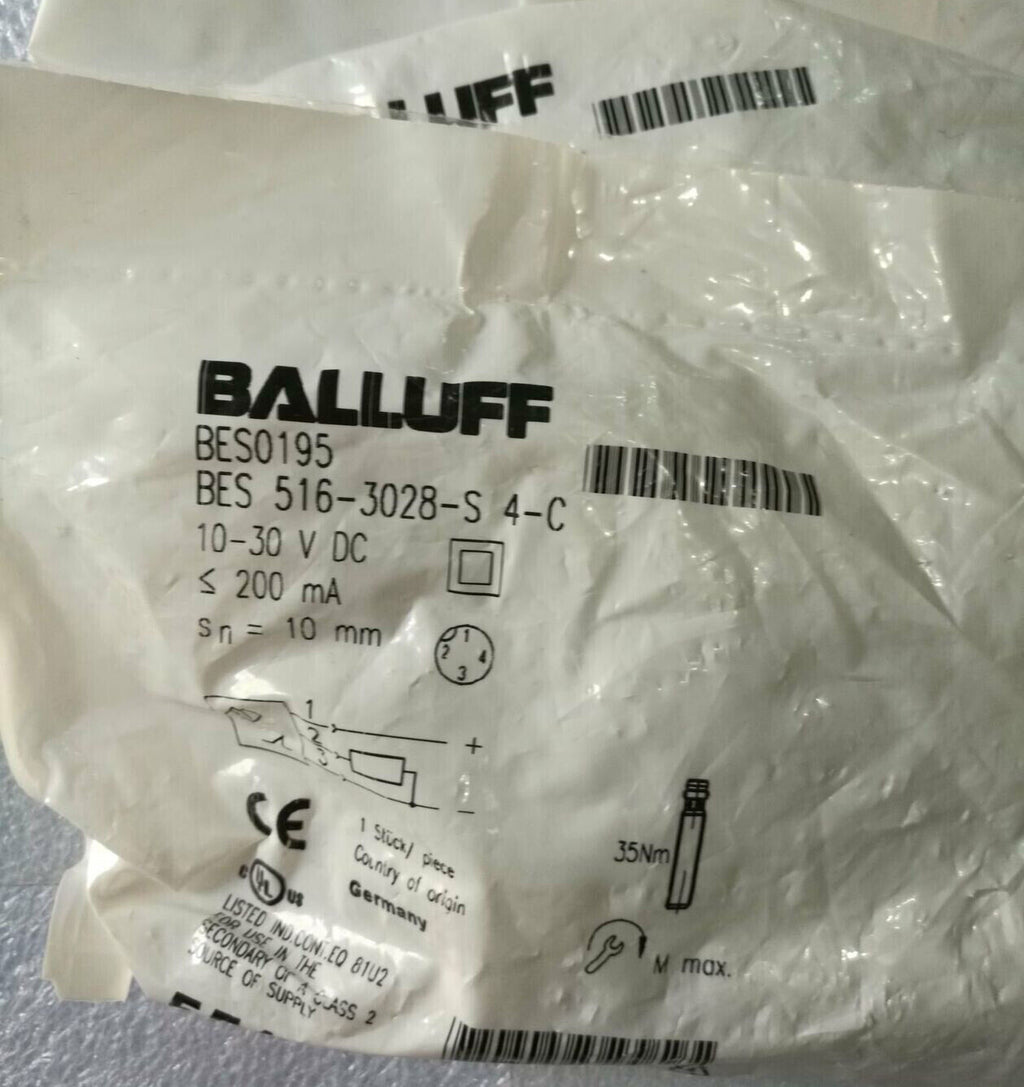 BALLUFF
BES0195
BES 516-3028-S 4-C
10-30 V DC
≤ 200 mA
sn = 10 mm
1
2
4
3
1
2
3
+
−
CE
1 Stück/ piece
Country of origin
Germany
35Nm
C UL US
LISTED IND.CONT.EQ 81U2
FOR USE IN THE
SECONDARY OF A CLASS 2
SOURCE OF SUPPLY
M max.